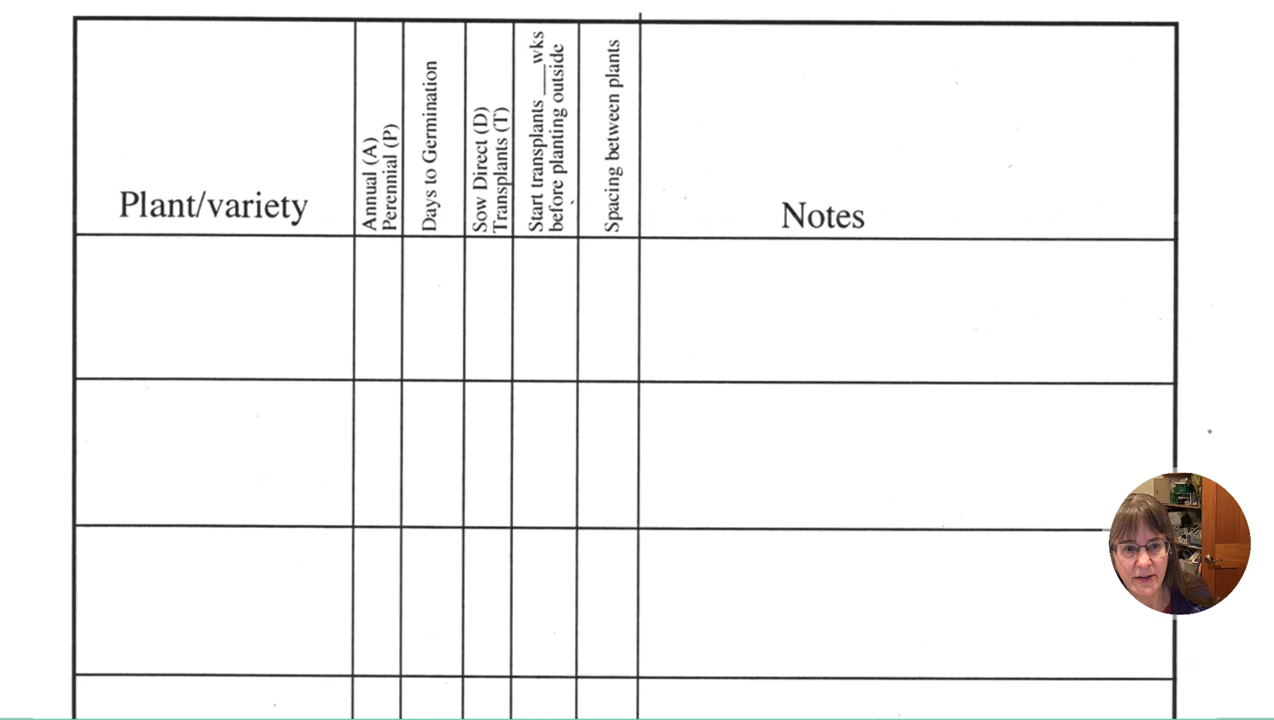 Plant/variety
Annual (A)
Perennial (P)
Days to Germination
Sow Direct (D)
Transplants (T)
Start transplants ___wks
before planting outside
Spacing between plants
Notes